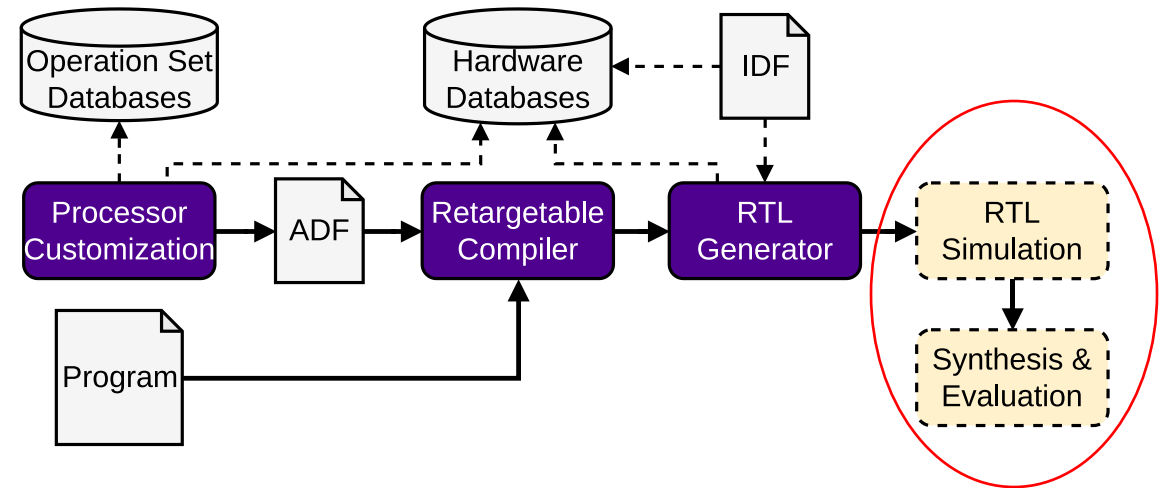 Operation Set
Databases
Hardware
Databases
IDF
Processor
Customization
ADF
Retargetable
Compiler
RTL
Generator
RTL
Simulation
Program
Synthesis &
Evaluation